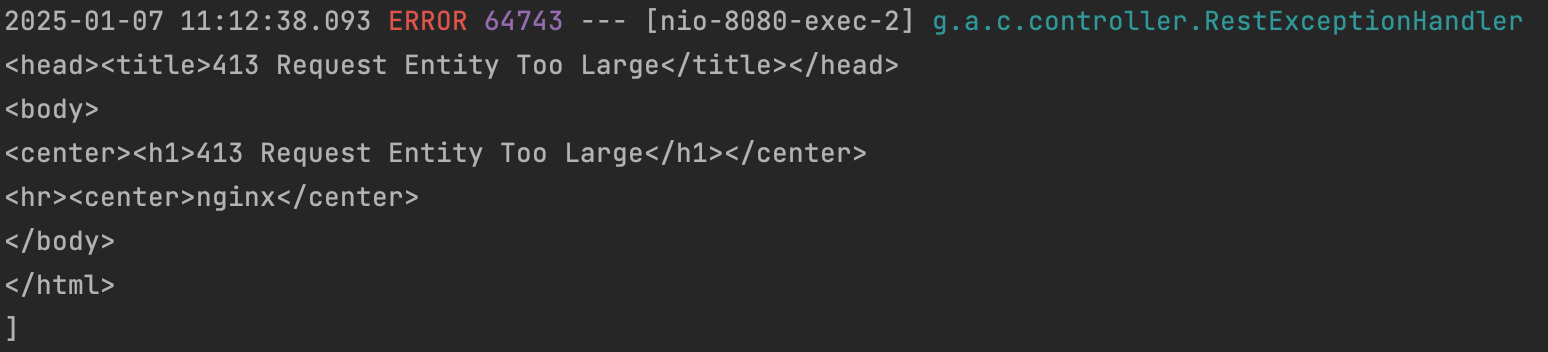 2025-01-07 11:12:38.093 ERROR 64743 --- [nio-8080-exec-2] g.a.c.controller.RestExceptionHandler
<head><title>413 Request Entity Too Large</title></head>
<body>
<center><h1>413 Request Entity Too Large</h1></center>
<hr><center>nginx</center>
</body>
</html>
]